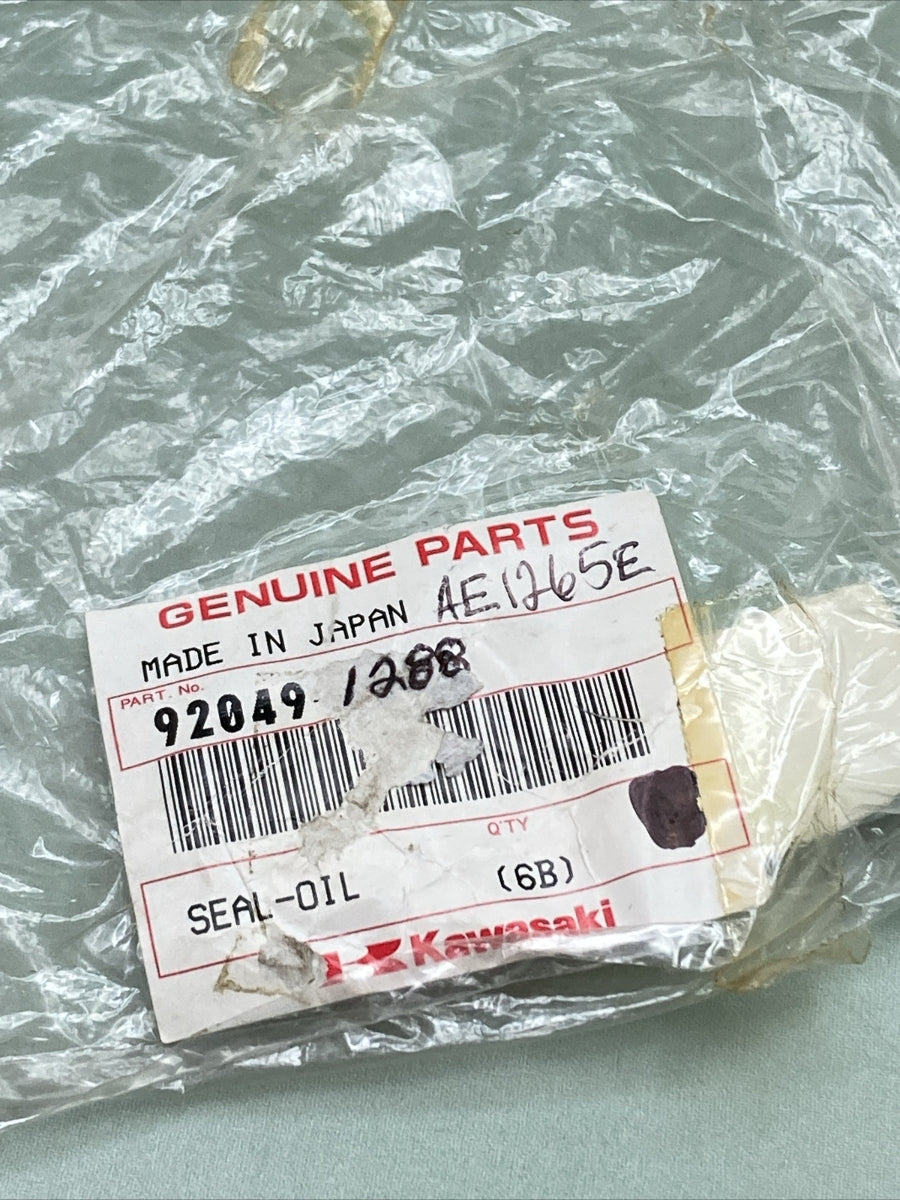 GENUINE PARTS
MADE IN JAPAN AE1265E
PART. No.
92049-1288
Q'TY
SEAL-OIL (6B)
Kawasaki